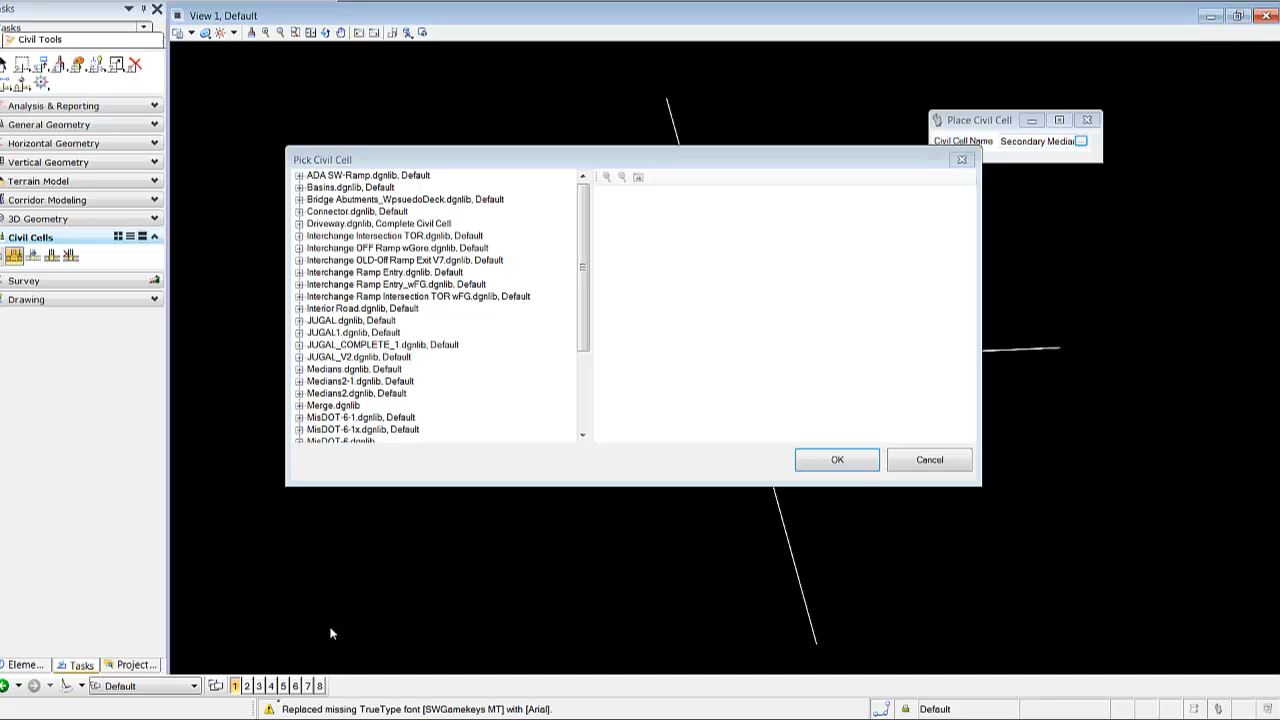 sks
View 1, Default
Tasks
Civil Tools
Analysis & Reporting
General Geometry
Horizontal Geometry
Vertical Geometry
Terrain Model
Corridor Modeling
3D Geometry
Civil Cells
Survey
Drawing
Place Civil Cell
Civil Cell Name Secondary Median
Pick Civil Cell
ADA SW-Ramp.dgnlib, Default
Basins.dgnlib, Default
Bridge Abutments_WpsuedoDeck.dgnlib, Default
Connector.dgnlib, Default
Driveway.dgnlib, Complete Civil Cell
Interchange Intersection TOR.dgnlib, Default
Interchange OFF Ramp wGore.dgnlib, Default
Interchange OLD-Off Ramp Exit V7.dgnlib, Default
Interchange Ramp Entry.dgnlib, Default
Interchange Ramp Entry_wFG.dgnlib, Default
Interchange Ramp Intersection TOR wFG.dgnlib, Default
Interior Road.dgnlib, Default
JUGAL.dgnlib, Default
JUGAL1.dgnlib, Default
JUGAL_COMPLETE_1.dgnlib, Default
JUGAL_V2.dgnlib, Default
Medians.dgnlib, Default
Medians2-1.dgnlib, Default
Medians2.dgnlib, Default
Merge.dgnlib
MisDOT-6-1.dgnlib, Default
MisDOT-6-1x.dgnlib, Default
MisDOT-6.dgnlib
OK Cancel
Eleme... Tasks Project...
Default 1 2 3 4 5 6 7 8
Replaced missing TrueType font [SWGamekeys MT] with [Arial]. Default